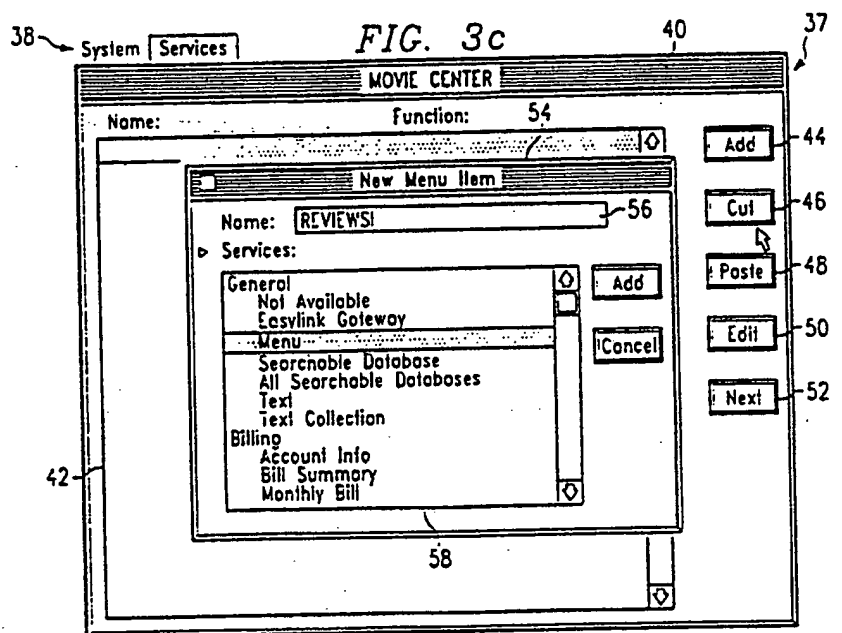 38 System Services FIG. 3c 40 37
MOVIE CENTER
Name: Function: 54
Add 44
New Menu Item
Name: REVIEWS! 56
Cut 46
Services:
General
Add
Paste 48
Not Available
Easylink Gateway
Menu
Edit 50
Cancel
Searchable Database
All Searchable Databases
Text
Next 52
Text Collection
Billing
Account Info
42
Bill Summary
Monthly Bill
58